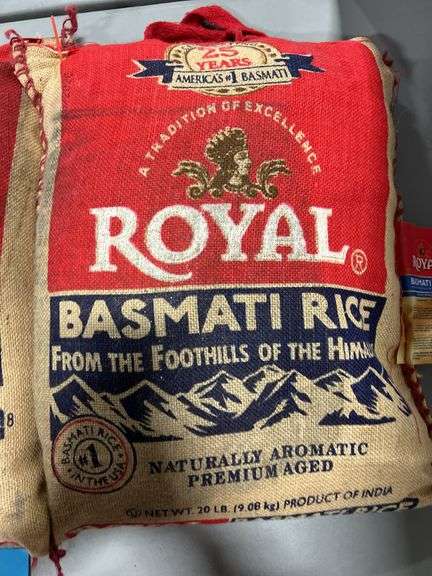 25
YEARS
AMERICA'S #1 BASMATI
A TRADITION OF EXCELLENCE
ROYAL®
BASMATI RICE
FROM THE FOOTHILLS OF THE
BASMATI RICE
#1
IN THE USA
NATURALLY AROMATIC
PREMIUM AGED
NET WT. 20 LB. (9.08 kg) PRODUCT OF INDIA
8